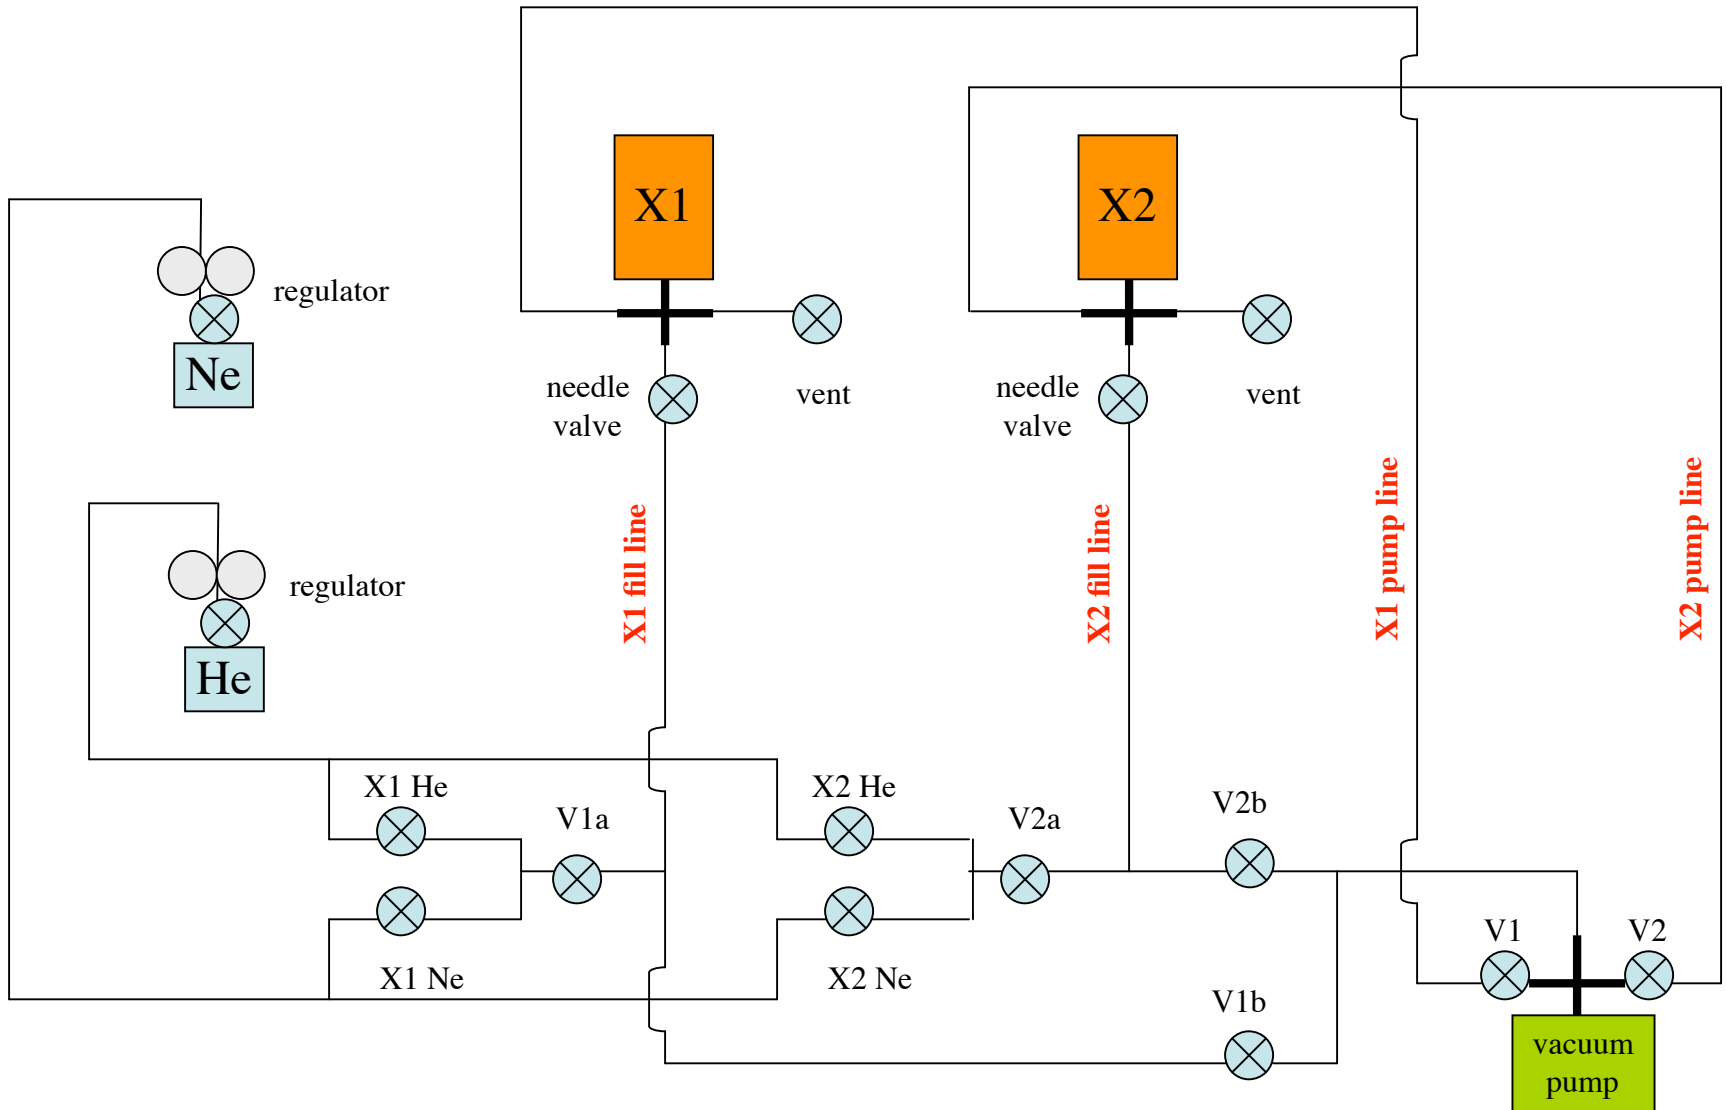 X1
X2
regulator
Ne
needle
valve
vent
needle
valve
vent
X1 fill line
X2 fill line
X1 pump line
X2 pump line
regulator
He
X1 He
V1a
X2 He
V2a
V2b
X1 Ne
X2 Ne
V1b
V1
V2
vacuum
pump